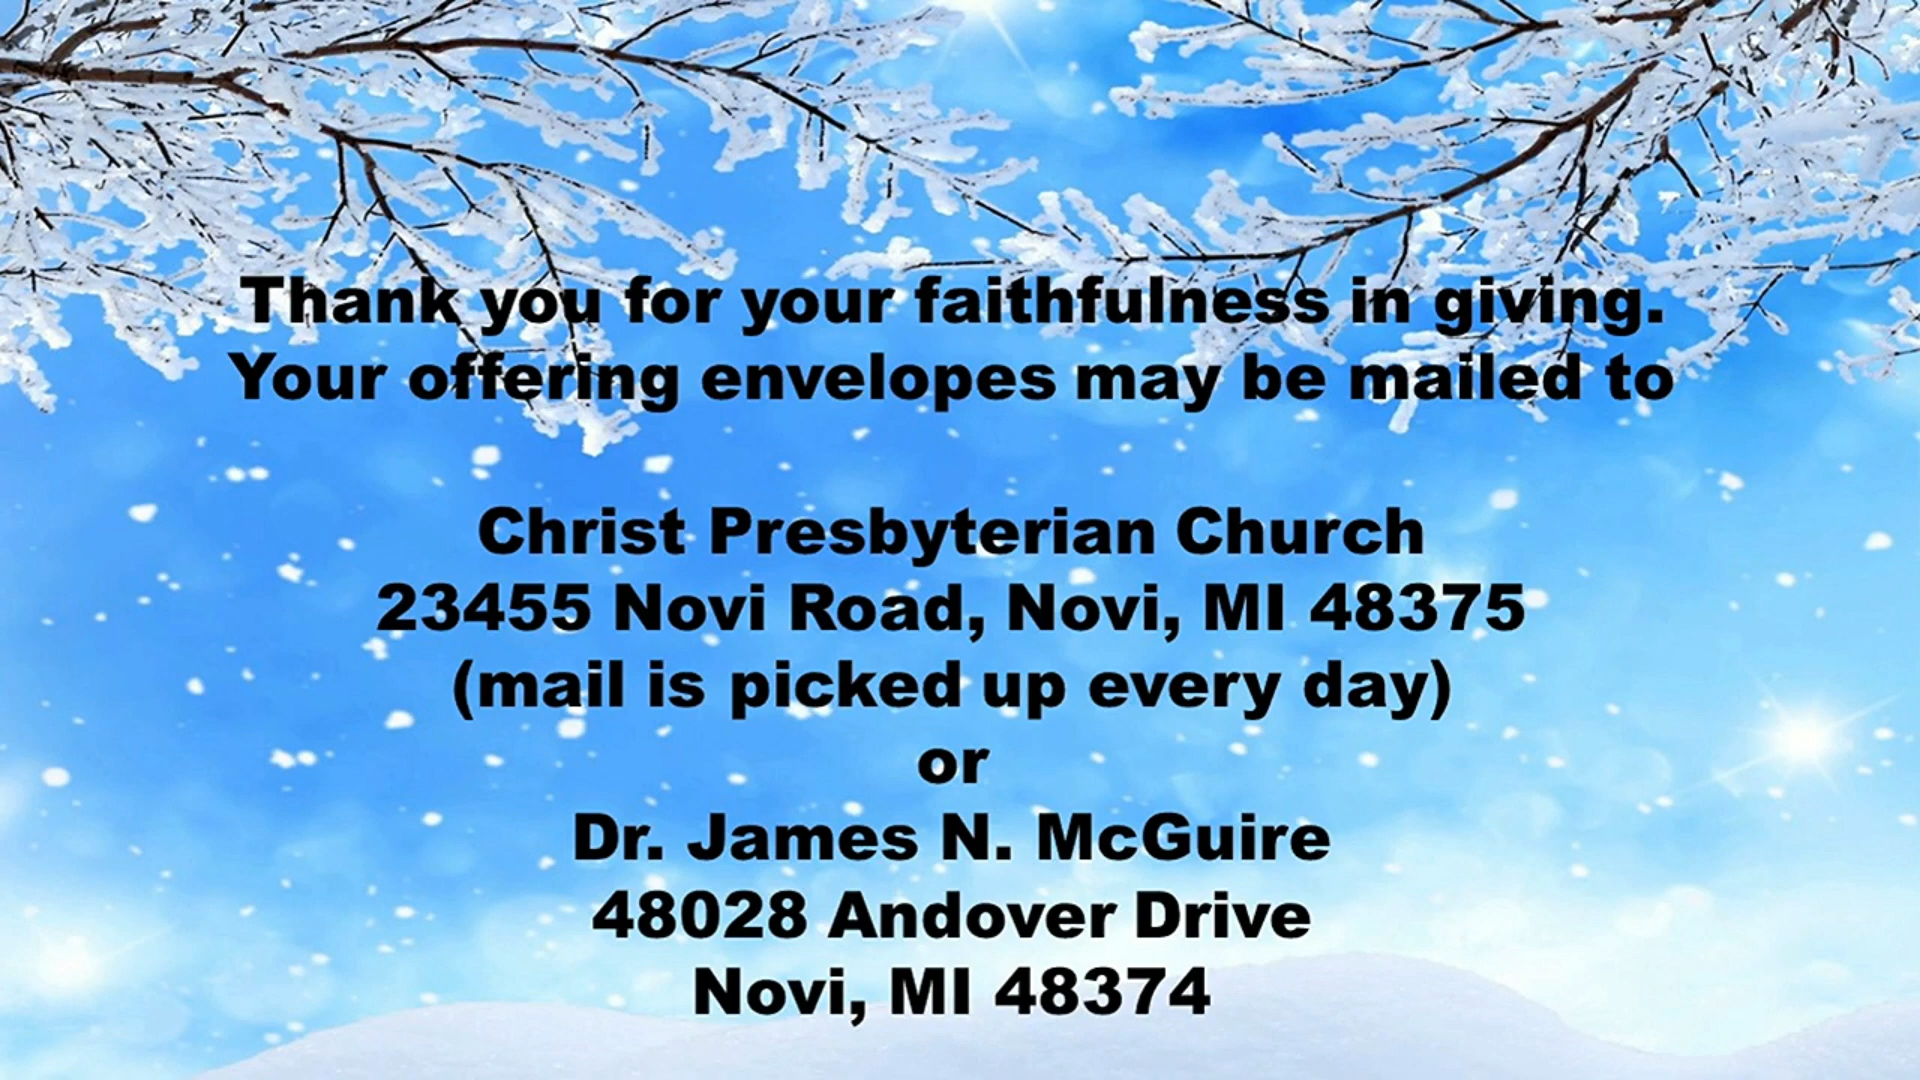 Thank you for your faithfulness in giving.
Your offering envelopes may be mailed to
Christ Presbyterian Church
23455 Novi Road, Novi, MI 48375
(mail is picked up every day)
or
Dr. James N. McGuire
48028 Andover Drive
Novi, MI 48374